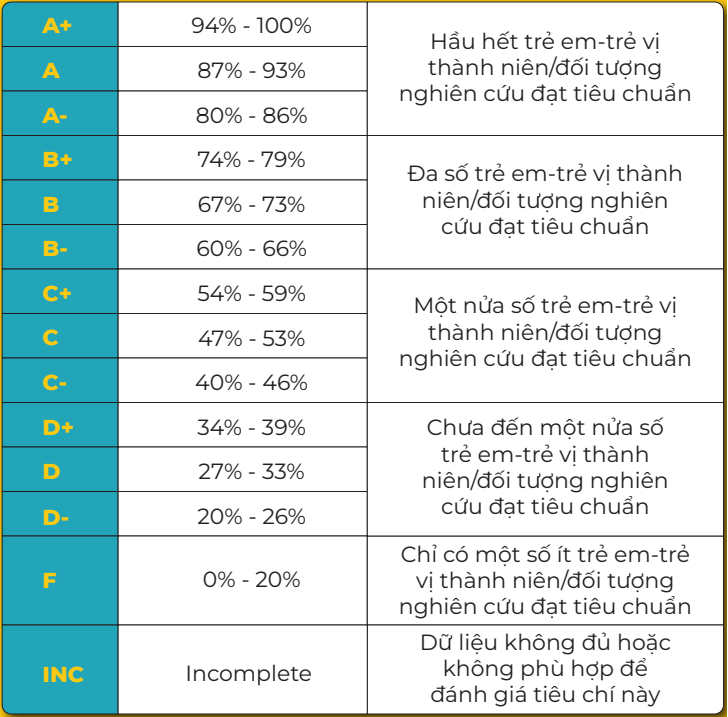 A+ 94% - 100%
A 87% - 93%
A- 80% - 86%
Hầu hết trẻ em-trẻ vị
thành niên/đối tượng
nghiên cứu đạt tiêu chuẩn
B+ 74% - 79%
B 67% - 73%
B- 60% - 66%
Đa số trẻ em-trẻ vị thành
niên/đối tượng nghiên
cứu đạt tiêu chuẩn
C+ 54% - 59%
C 47% - 53%
C- 40% - 46%
Một nửa số trẻ em-trẻ vị
thành niên/đối tượng
nghiên cứu đạt tiêu chuẩn
D+ 34% - 39%
D 27% - 33%
D- 20% - 26%
Chưa đến một nửa số
trẻ em-trẻ vị thành
niên/đối tượng nghiên
cứu đạt tiêu chuẩn
F 0% - 20%
Chỉ có một số ít trẻ em-trẻ
vị thành niên/đối tượng
nghiên cứu đạt tiêu chuẩn
INC Incomplete
Dữ liệu không đủ hoặc
không phù hợp để
đánh giá tiêu chí này